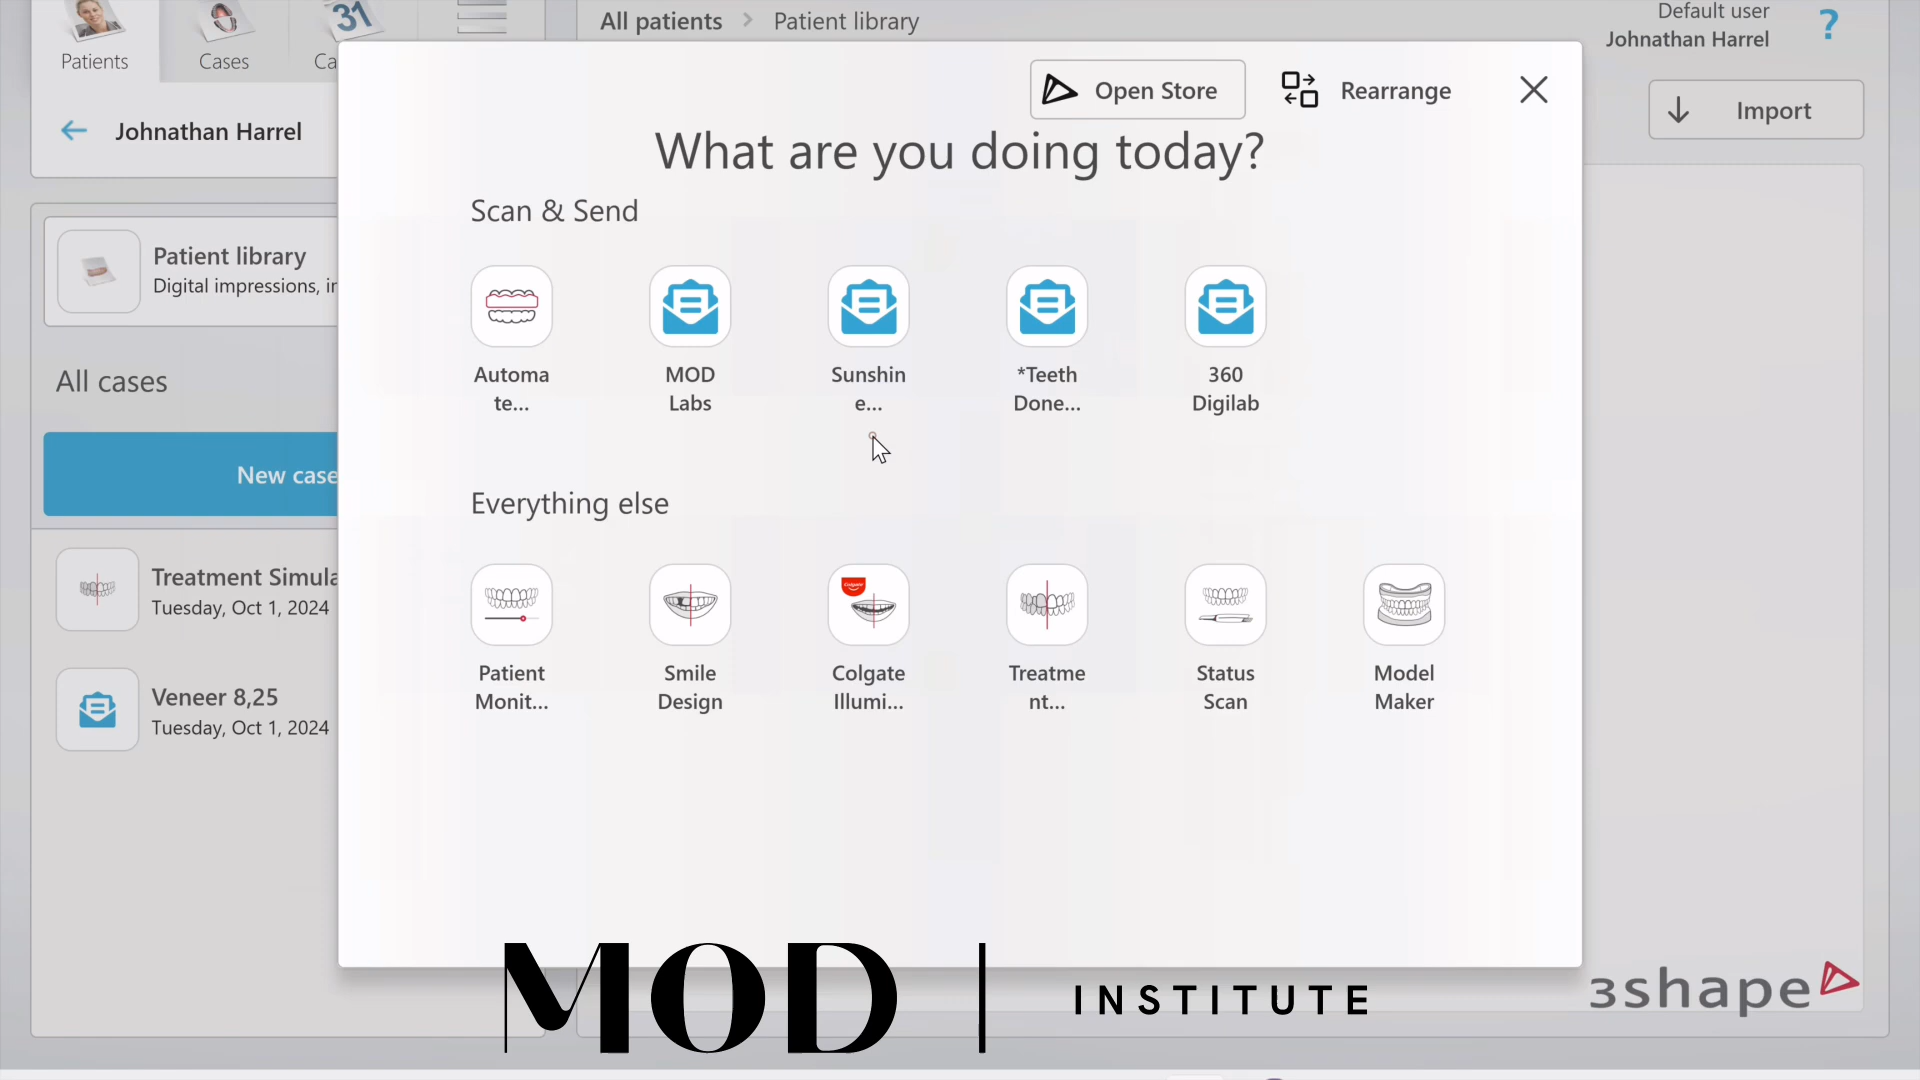 31
All patients > Patient library
Default user
Johnathan Harrel
?
Patients
Cases
Ca
Open Store
Rearrange
Import
Johnathan Harrel
What are you doing today?
Scan & Send
Patient library
Digital impressions, in
Automa
te...
MOD
Labs
Sunshin
e...
*Teeth
Done...
360
Digilab
All cases
New case
Everything else
Colgate
Treatment Simula
Tuesday, Oct 1, 2024
Patient
Monit...
Smile
Design
Colgate
Illumi...
Treatme
nt...
Status
Scan
Model
Maker
Veneer 8,25
Tuesday, Oct 1, 2024
MOD | INSTITUTE
3shape